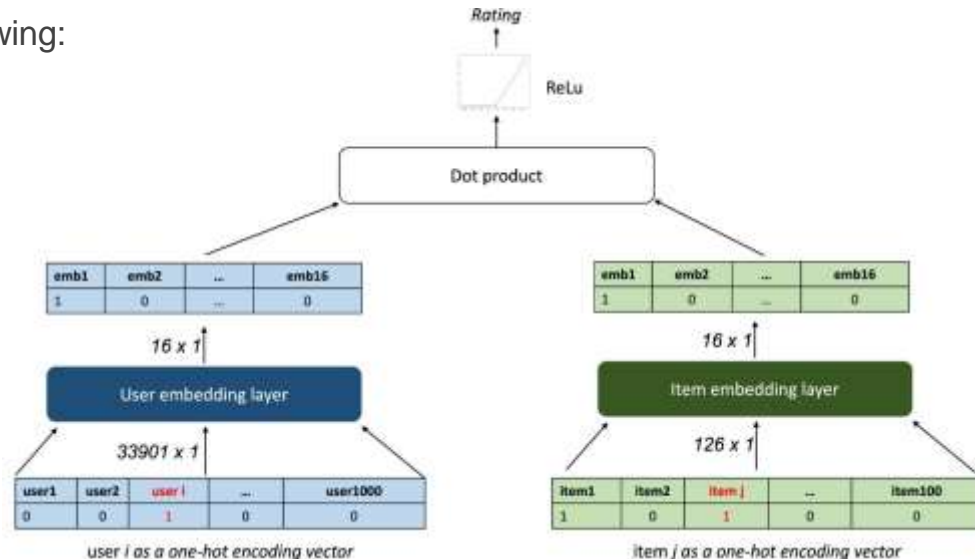 wing:
Rating
ReLu
Dot product
emb1 emb2 ... emb16
1 0 ... 0
emb1 emb2 ... emb16
1 0 ... 0
16 x 1
16 x 1
User embedding layer
Item embedding layer
33901 x 1
126 x 1
user1 user2 user i ... user1000
0 0 1 0 0
item1 item2 item j ... item100
1 0 1 0 0
user i as a one-hot encoding vector
item j as a one-hot encoding vector